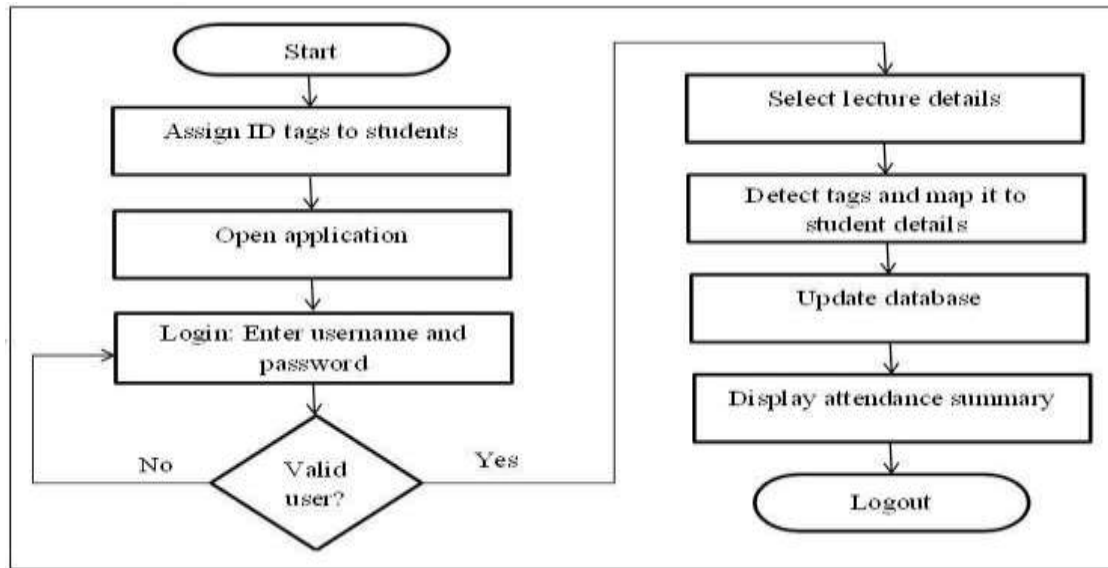 Start
Assign ID tags to students
Open application
Login: Enter username and
password
Valid
user?
No
Yes
Select lecture details
Detect tags and map it to
student details
Update database
Display attendance summary
Logout